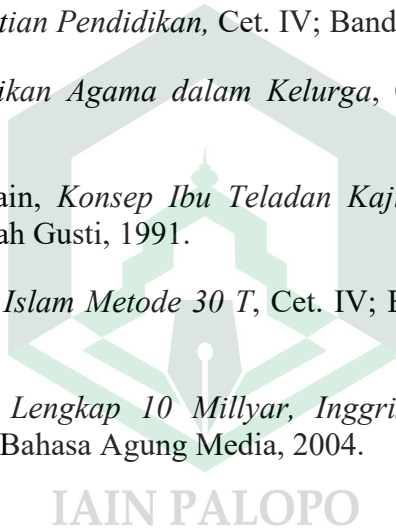 tian Pendidikan, Cet. IV; Band
ikan Agama dalam Kelurga,
ain, Konsep Ibu Teladan Kaj
ah Gusti, 1991.
Islam Metode 30 T, Cet. IV; B
Lengkap 10 Millyar, Inggri
Bahasa Agung Media, 2004.
IAIN PALOPO